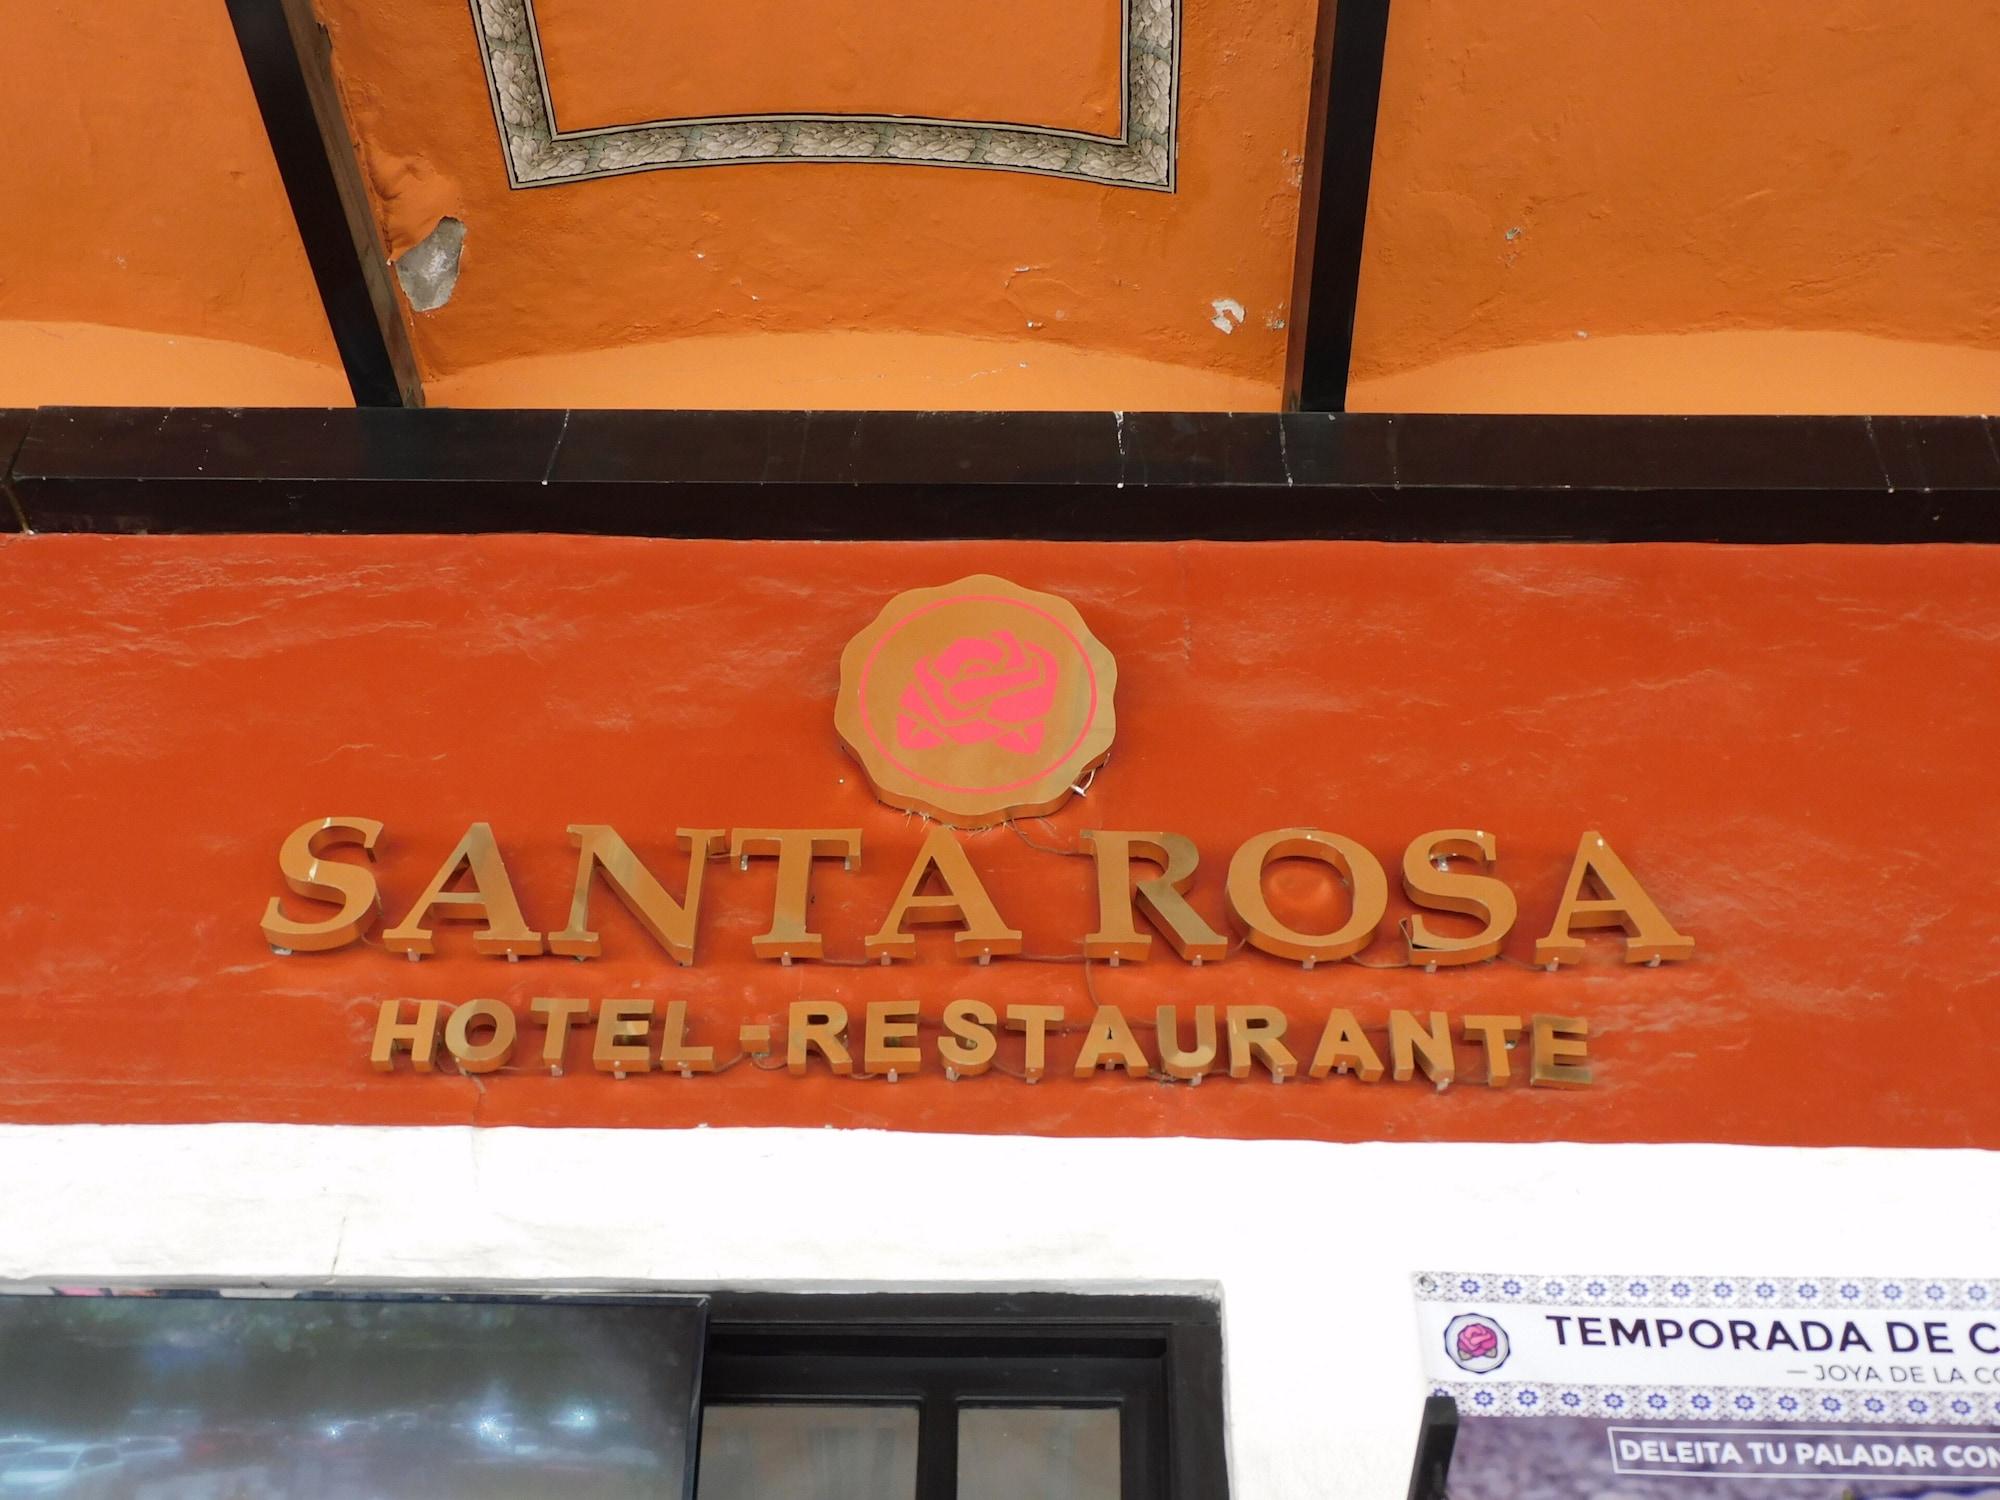 SANTA ROSA
HOTEL - RESTAURANTE
TEMPORADA DE
— JOYA DE LA
DELEITA TU PALADAR CON